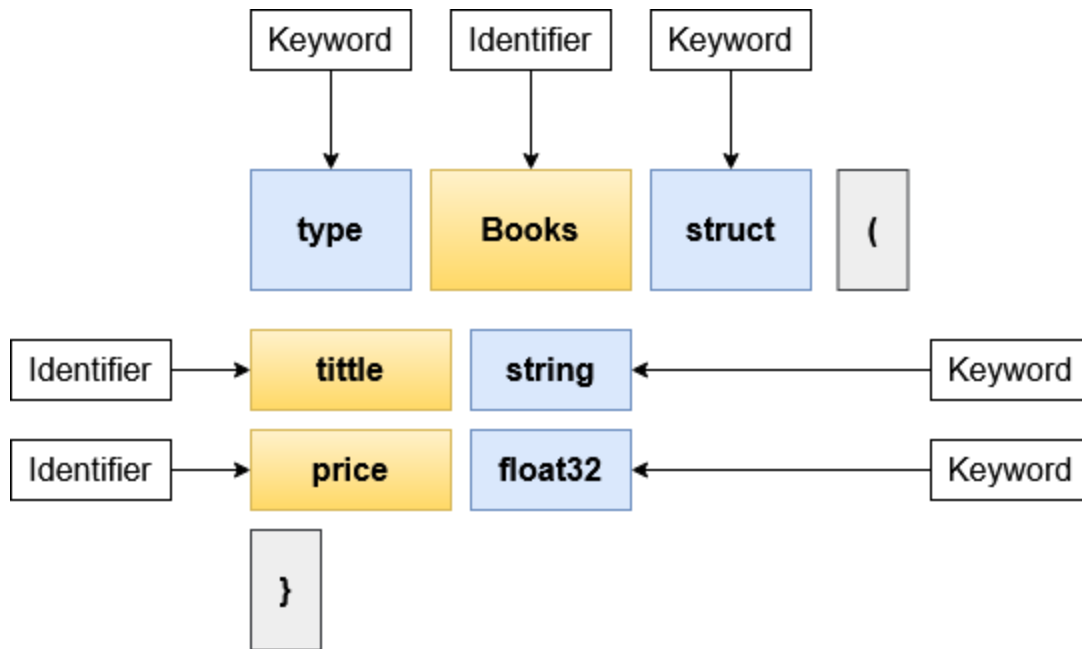 Keyword Identifier Keyword
type Books struct (
Identifier tittle string Keyword
Identifier price float32 Keyword
}